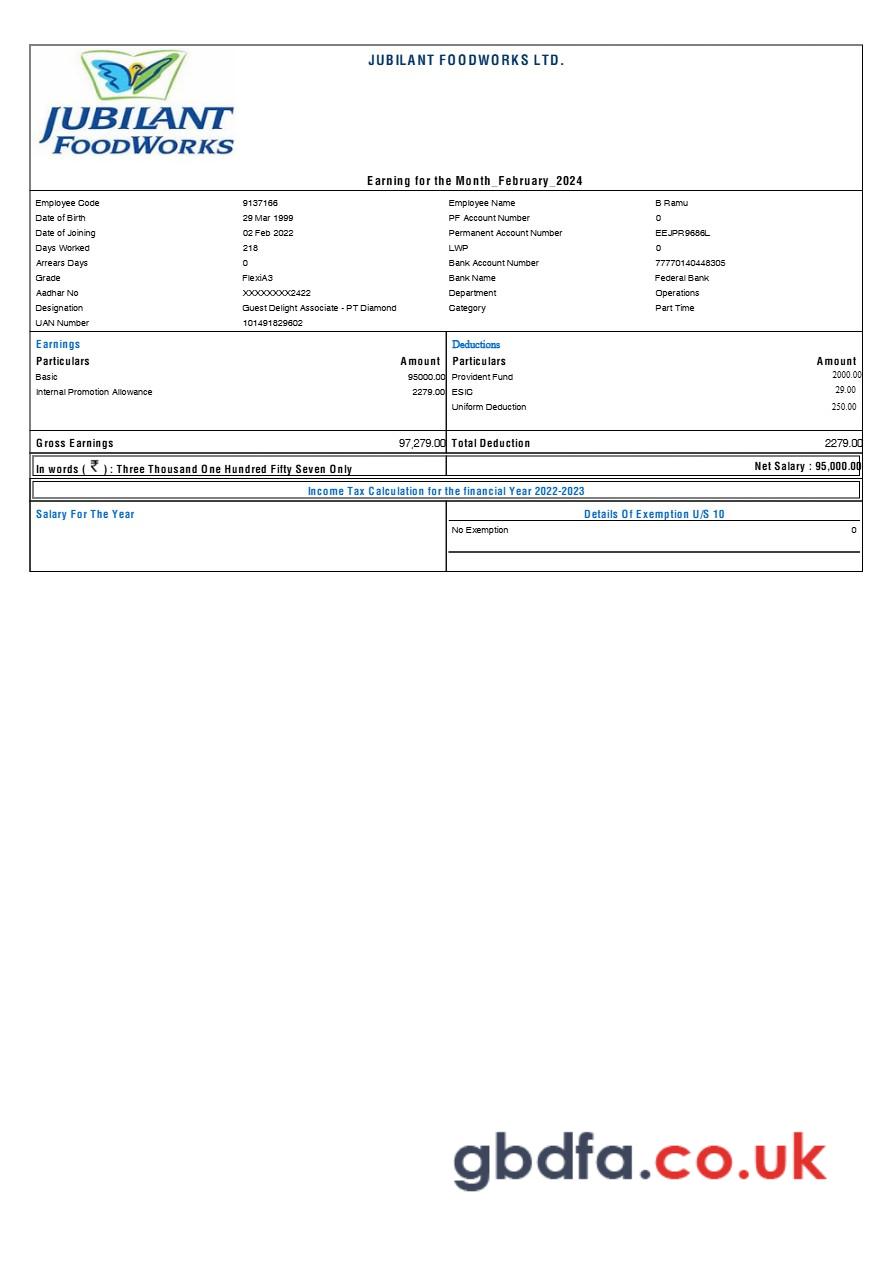 JUBILANT FOODWORKS LTD.
JUBILANT
FOODWORKS
Earning for the Month_February_2024
Employee Code 9137166 Employee Name B Ramu
Date of Birth 29 Mar 1999 PF Account Number 0
Date of Joining 02 Feb 2022 Permanent Account Number EEJPR9686L
Days Worked 218 LWP 0
Arrears Days 0 Bank Account Number 77770140448305
Grade FlexiA3 Bank Name Federal Bank
Aadhar No XXXXXXXX2422 Department Operations
Designation Guest Delight Associate - PT Diamond Category Part Time
UAN Number 101491829602
Earnings Deductions
Particulars Amount Particulars Amount
Basic 95000.00 Provident Fund 2000.00
Internal Promotion Allowance 2279.00 ESIC 29.00
Uniform Deduction 250.00
Gross Earnings 97,279.00 Total Deduction 2279.00
In words ( ₹ ) : Three Thousand One Hundred Fifty Seven Only Net Salary : 95,000.00
Income Tax Calculation for the financial Year 2022-2023
Salary For The Year Details Of Exemption U/S 10
No Exemption 0
gbdfa.co.uk